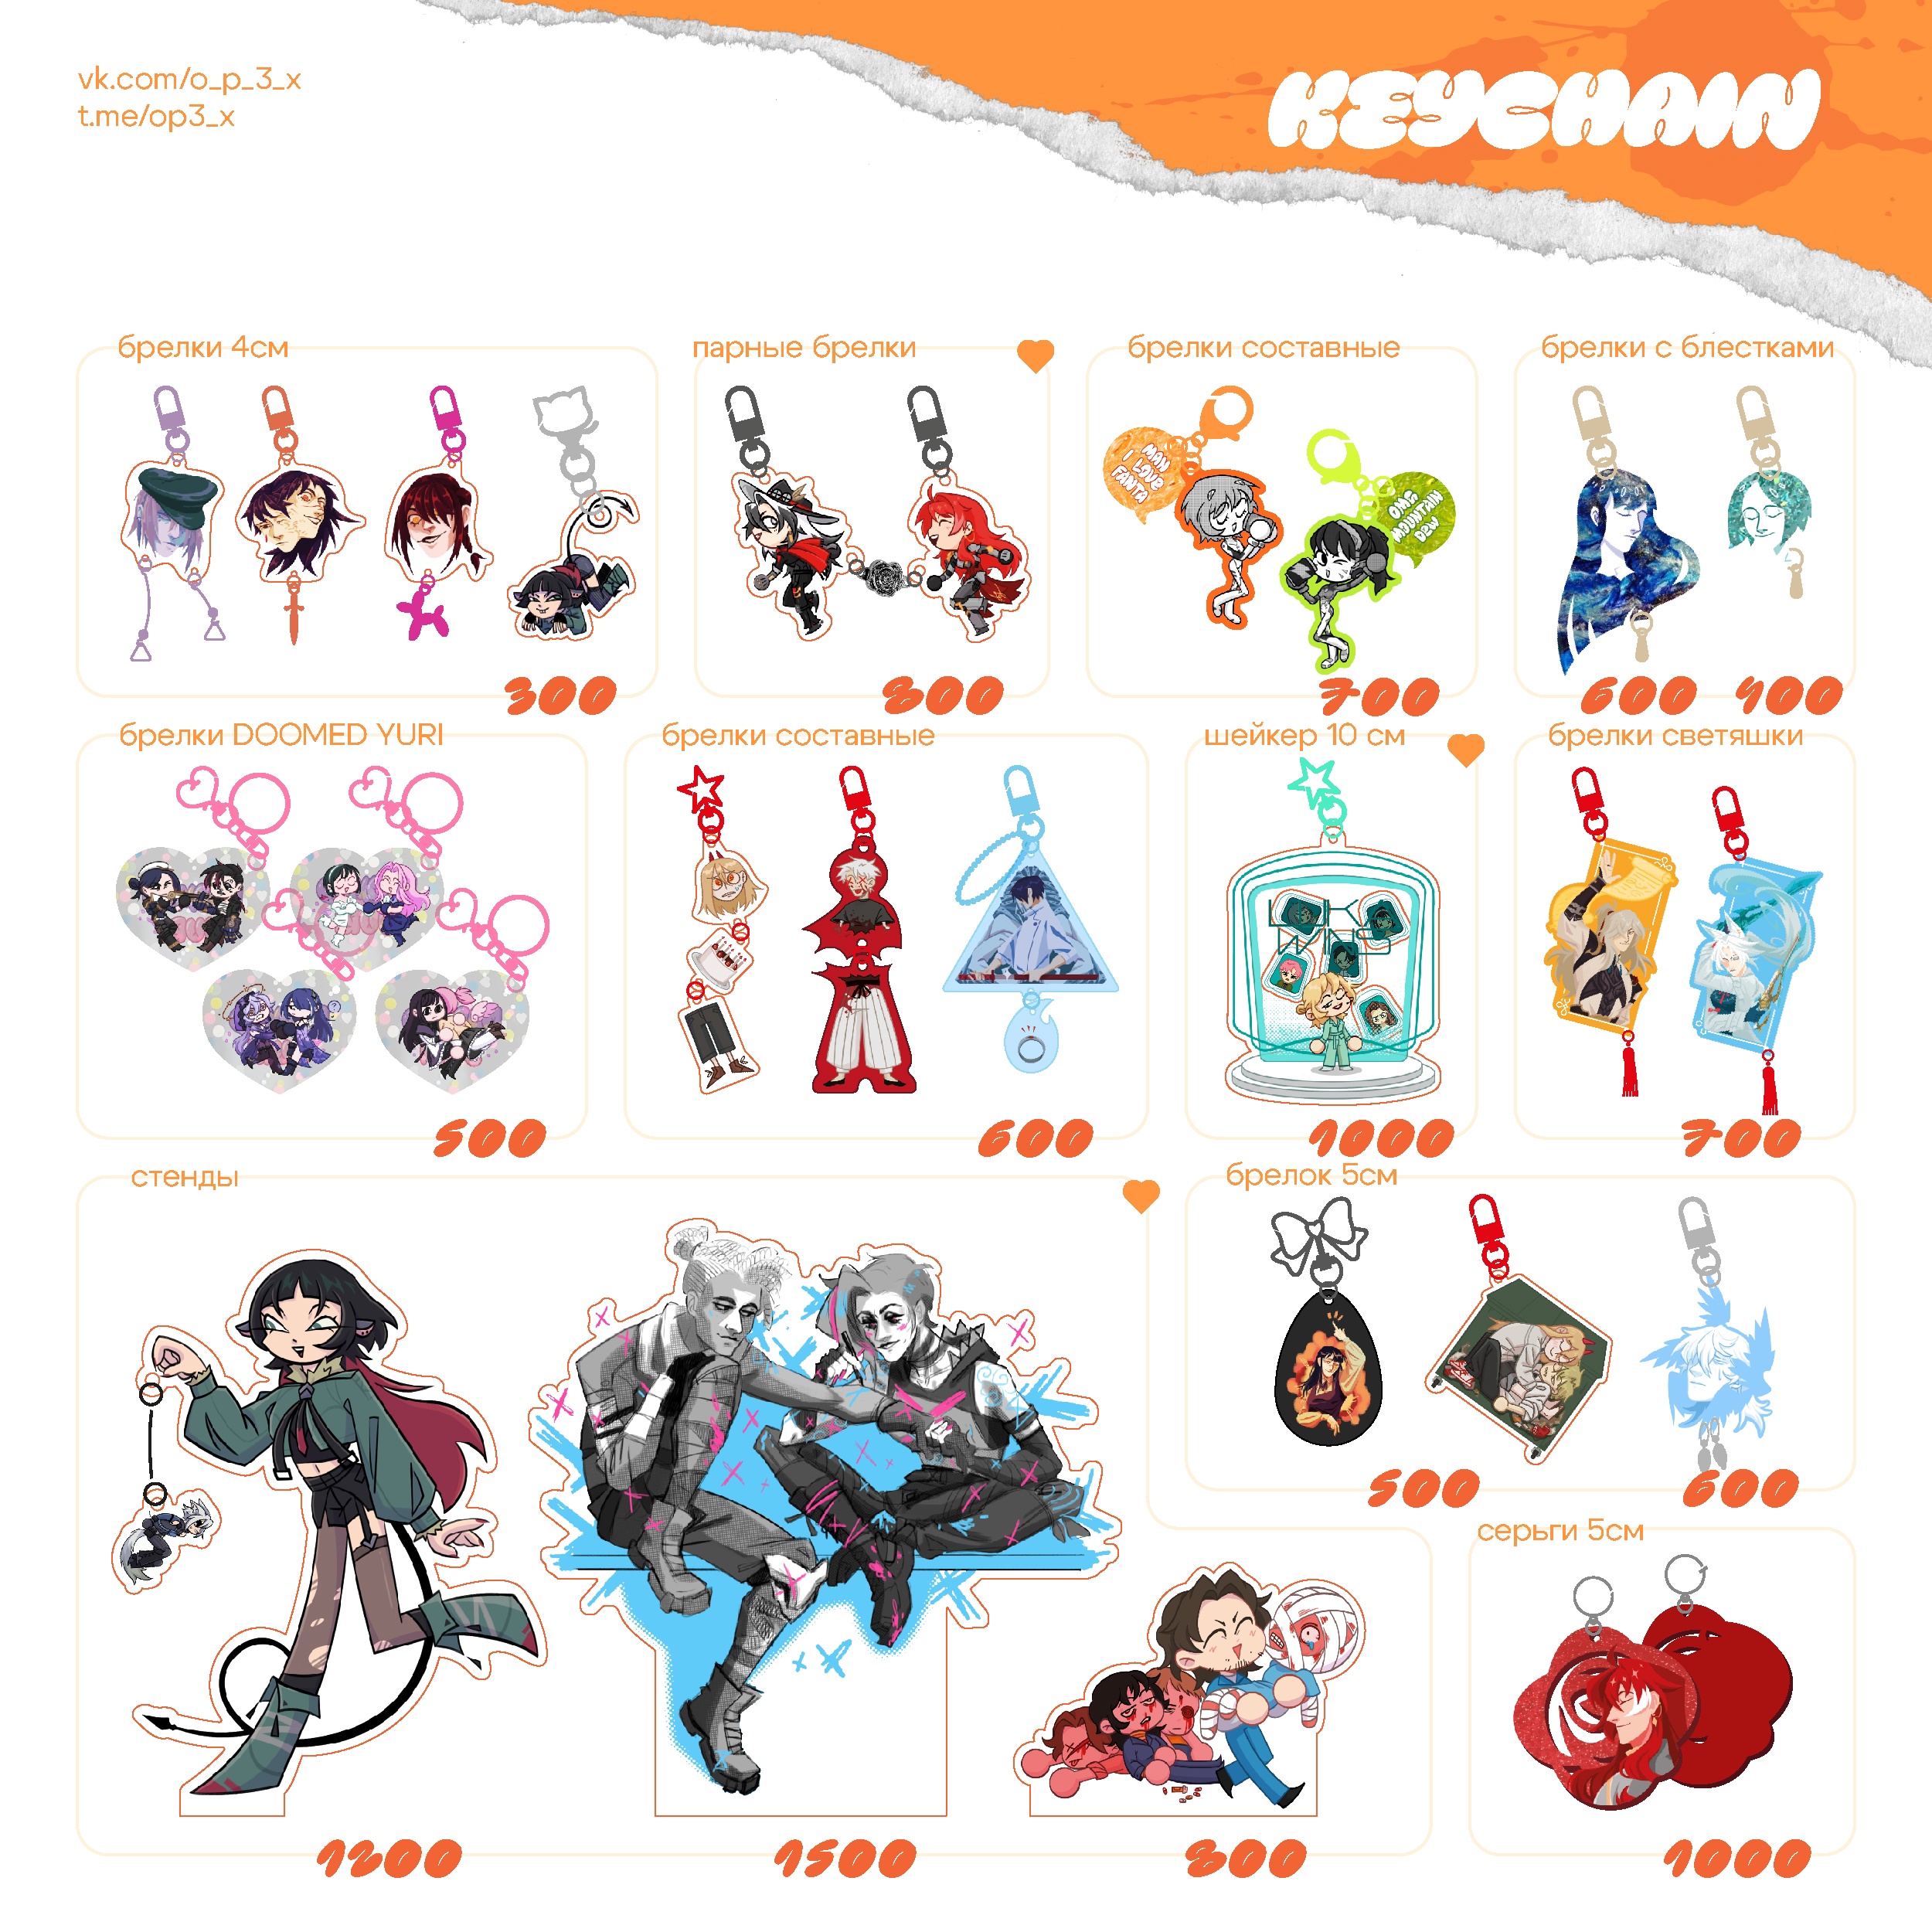 vk.com/o_p_3_x
t.me/op3_x
KEYCHAIN
брелки 4см
300
парные брелки
800
брелки составные
MAN
I LOVE
FANTA
OMG
MOUNTAIN
DEW
700
брелки с блестками
600 400
брелки DOOMED YURI
500
брелки составные
600
шейкер 10 см
1000
брелки светяшки
700
стенды
1200 1500 800
брелок 5см
500 600
серьги 5см
1000